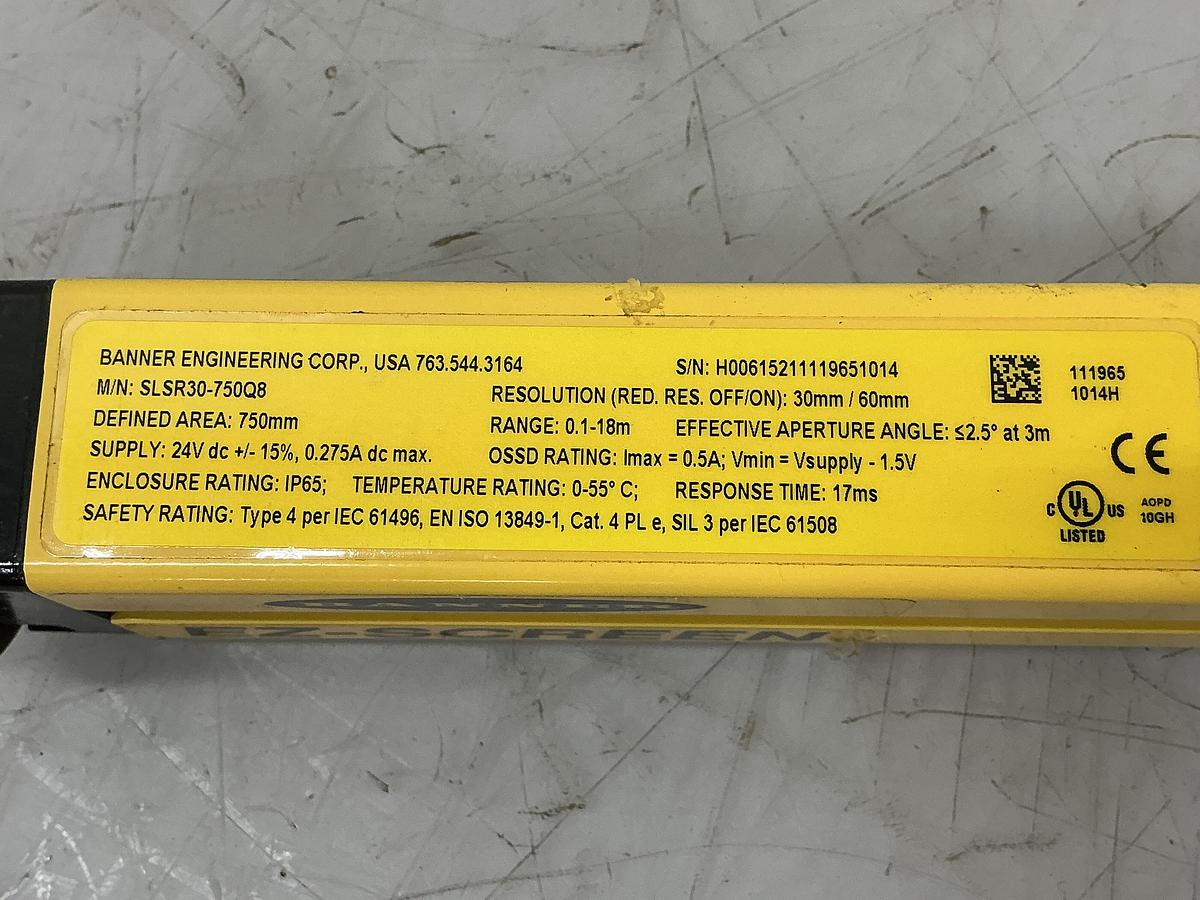 BANNER ENGINEERING CORP., USA 763.544.3164 S/N: H00615211119651014
111965
M/N: SLSR30-750Q8 RESOLUTION (RED. RES. OFF/ON): 30mm / 60mm
1014H
DEFINED AREA: 750mm RANGE: 0.1-18m EFFECTIVE APERTURE ANGLE: ≤2.5° at 3m
SUPPLY: 24V dc +/- 15%, 0.275A dc max. OSSD RATING: Imax = 0.5A; Vmin = Vsupply - 1.5V
CE
ENCLOSURE RATING: IP65; TEMPERATURE RATING: 0-55° C; RESPONSE TIME: 17ms
SAFETY RATING: Type 4 per IEC 61496, EN ISO 13849-1, Cat. 4 PL e, SIL 3 per IEC 61508
C UL US
LISTED
AOPD
10GH
BANNER
EZ-SCREEN